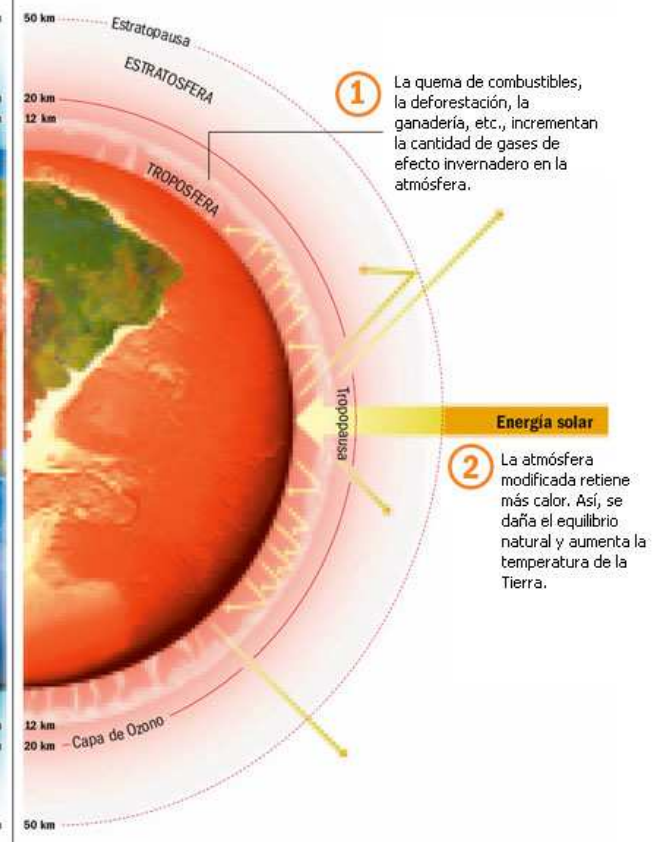 50 km
Estratopausa
ESTRATOSFERA
20 km
12 km
TROPOSFERA
1
La quema de combustibles,
la deforestación, la
ganadería, etc., incrementan
la cantidad de gases de
efecto invernadero en la
atmósfera.
Tropopausa
Energía solar
2
La atmósfera
modificada retiene
más calor. Así, se
daña el equilibrio
natural y aumenta la
temperatura de la
Tierra.
12 km
20 km
Capa de Ozono
50 km